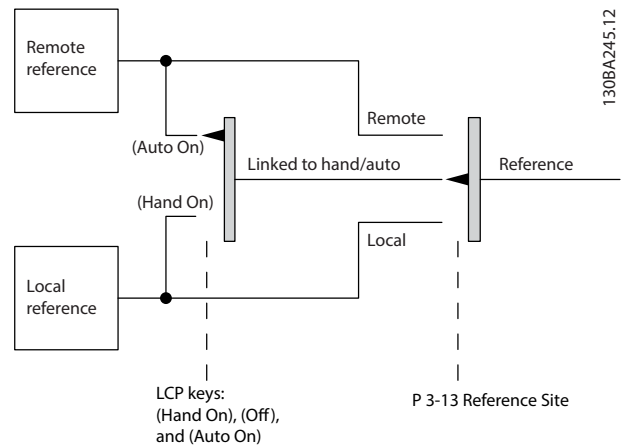 Remote
reference
130BA245.12
Remote
(Auto On)
Linked to hand/auto
Reference
(Hand On)
Local
Local
reference
LCP keys:
(Hand On), (Off),
and (Auto On)
P 3-13 Reference Site